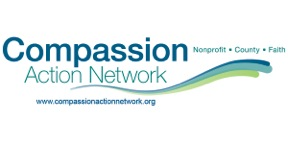 Compassion
Nonprofit • County • Faith
Action Network
www.compassionactionnetwork.org